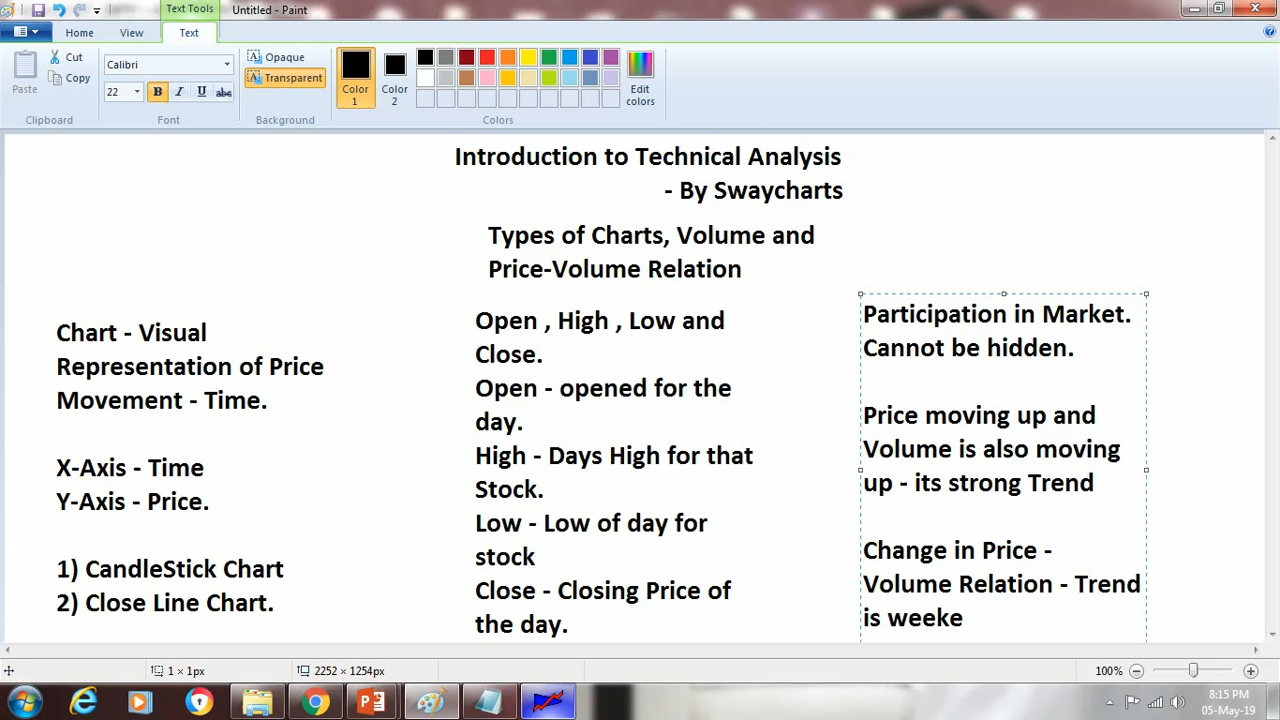 Text Tools
Untitled - Paint
Home
View
Text
Paste
Cut
Copy
Clipboard
Calibri
22
B
I
U
abc
Font
Opaque
Transparent
Background
Color
1
Color
2
Edit
colors
Colors
Introduction to Technical Analysis
- By Swaycharts
Types of Charts, Volume and
Price-Volume Relation
Chart - Visual
Representation of Price
Movement - Time.
X-Axis - Time
Y-Axis - Price.
1) CandleStick Chart
2) Close Line Chart.
Open , High , Low and
Close.
Open - opened for the
day.
High - Days High for that
Stock.
Low - Low of day for
stock
Close - Closing Price of
the day.
Participation in Market.
Cannot be hidden.
Price moving up and
Volume is also moving
up - its strong Trend
Change in Price -
Volume Relation - Trend
is weeke
1 × 1px
2252 × 1254px
100%
8:15 PM
05-May-19